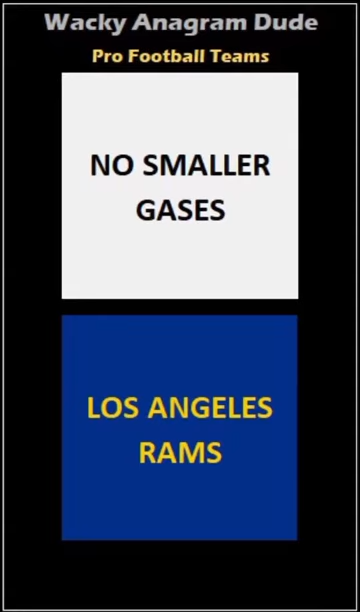 Wacky Anagram Dude
Pro Football Teams
NO SMALLER
GASES
LOS ANGELES
RAMS